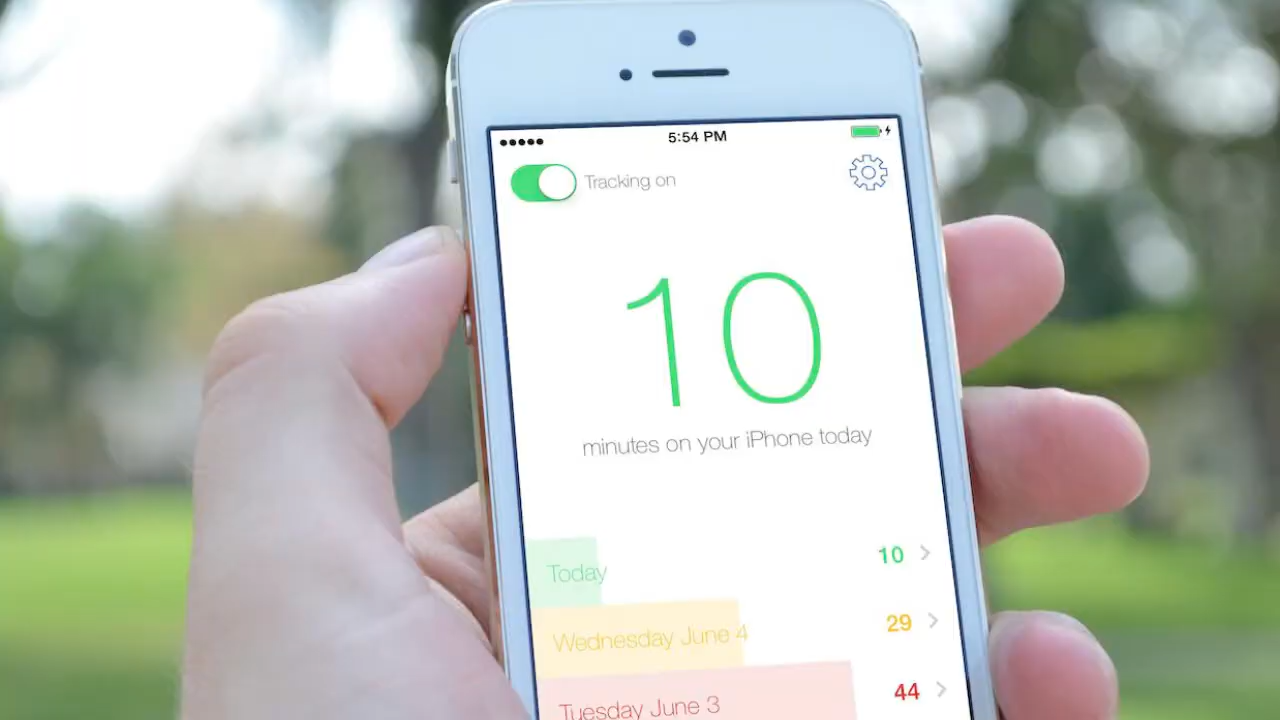 5:54 PM
Tracking on
10
minutes on your iPhone today
Today 10
Wednesday June 4 29
Tuesday June 3 44